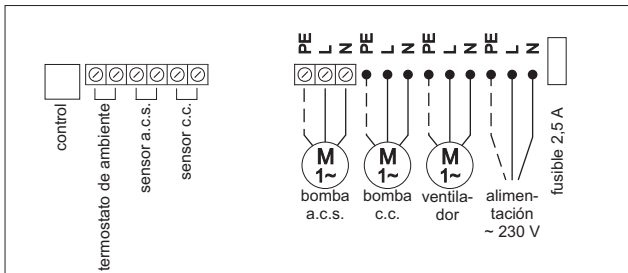 PE L N PE L N PE L N PE L N
control
termostato de ambiente
sensor a.c.s.
sensor c.c.
M
1~
bomba
a.c.s.
M
1~
bomba
c.c.
M
1~
ventila-
dor
alimen-
tación
~ 230 V
fusible 2,5 A